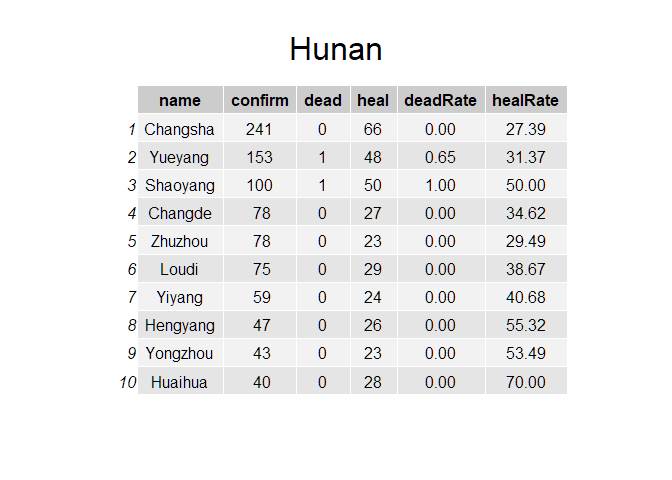 Hunan
name confirm dead heal deadRate healRate
1 Changsha 241 0 66 0.00 27.39
2 Yueyang 153 1 48 0.65 31.37
3 Shaoyang 100 1 50 1.00 50.00
4 Changde 78 0 27 0.00 34.62
5 Zhuzhou 78 0 23 0.00 29.49
6 Loudi 75 0 29 0.00 38.67
7 Yiyang 59 0 24 0.00 40.68
8 Hengyang 47 0 26 0.00 55.32
9 Yongzhou 43 0 23 0.00 53.49
10 Huaihua 40 0 28 0.00 70.00